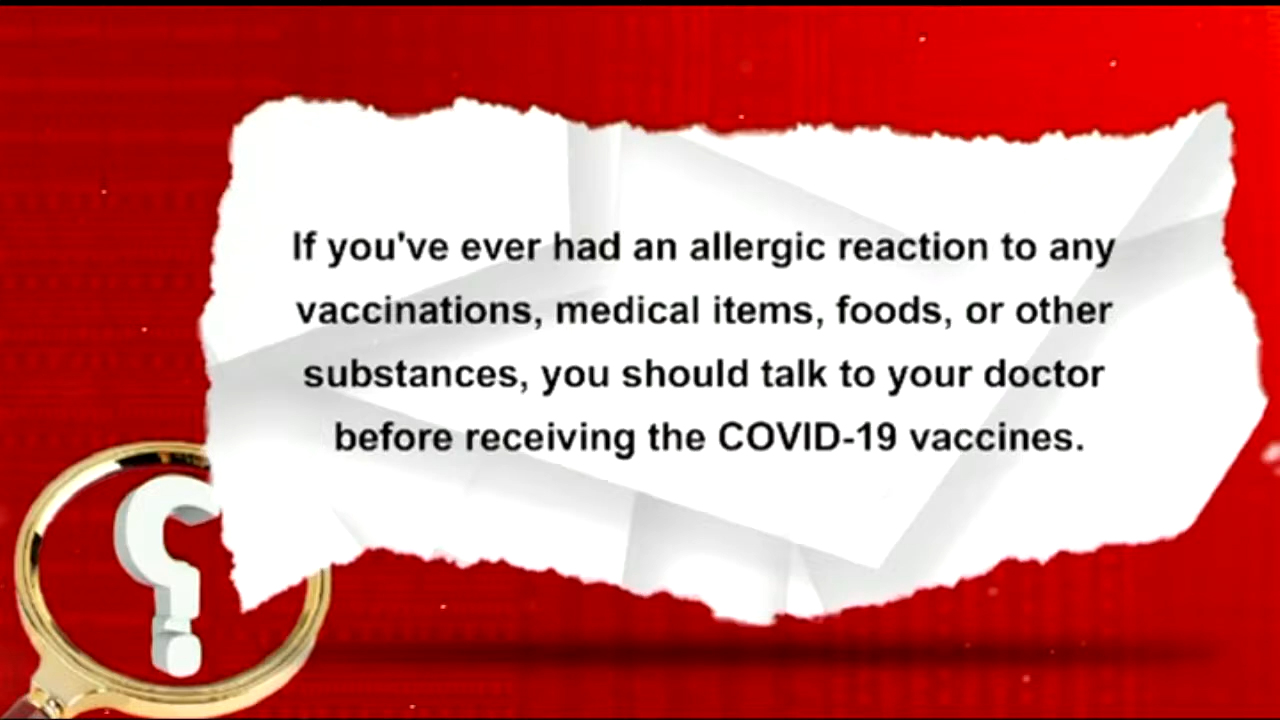 If you've ever had an allergic reaction to any
vaccinations, medical items, foods, or other
substances, you should talk to your doctor
before receiving the COVID-19 vaccines.